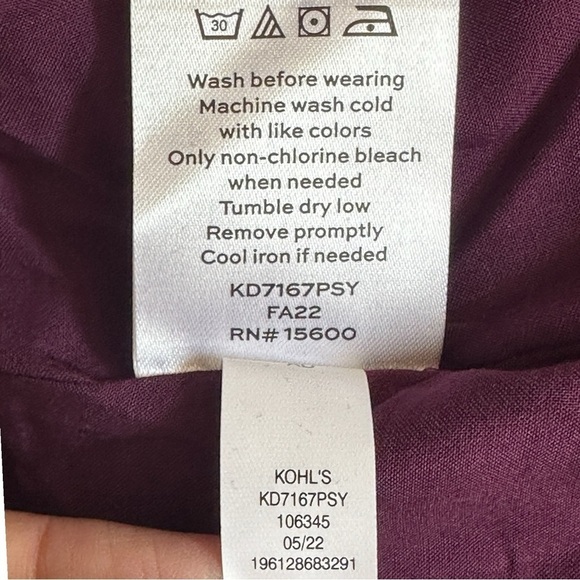 30
Wash before wearing
Machine wash cold
with like colors
Only non-chlorine bleach
when needed
Tumble dry low
Remove promptly
Cool iron if needed
KD7167PSY
FA22
RN# 15600
KOHL'S
KD7167PSY
106345
05/22
196128683291